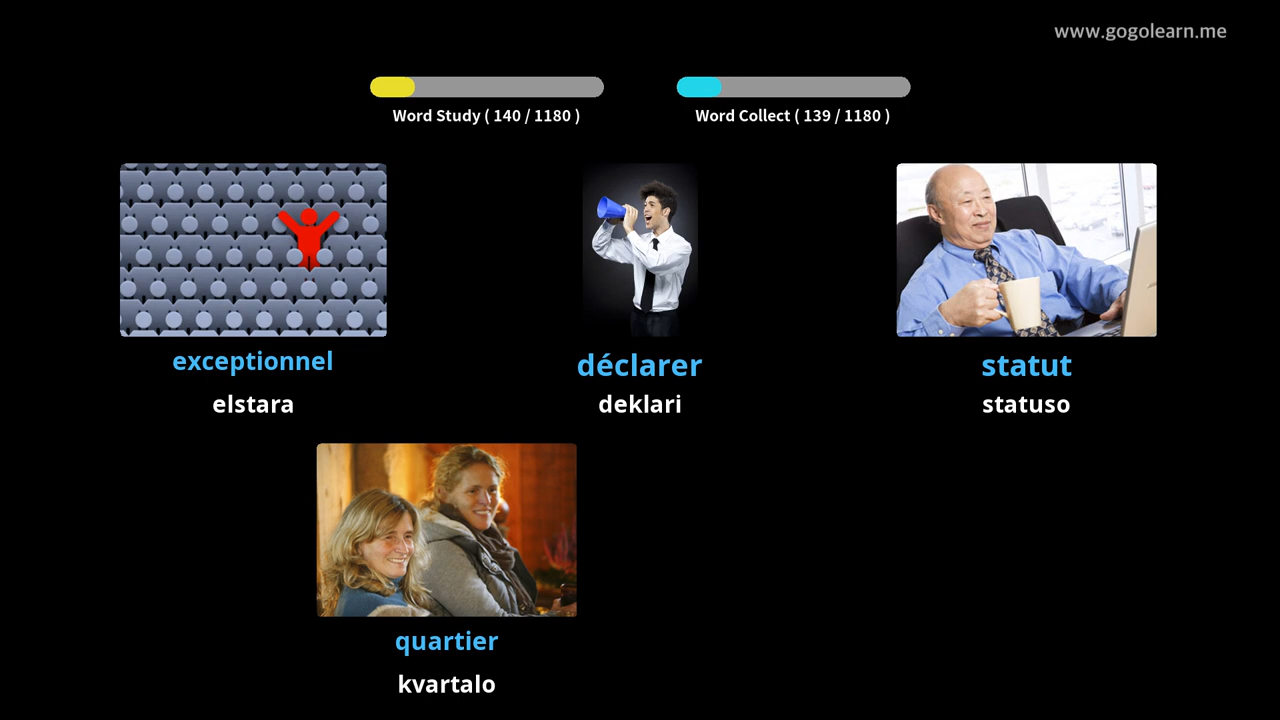 www.gogolearn.me
Word Study ( 140 / 1180 )
Word Collect ( 139 / 1180 )
exceptionnel
elstara
déclarer
deklari
statut
statuso
quartier
kvartalo